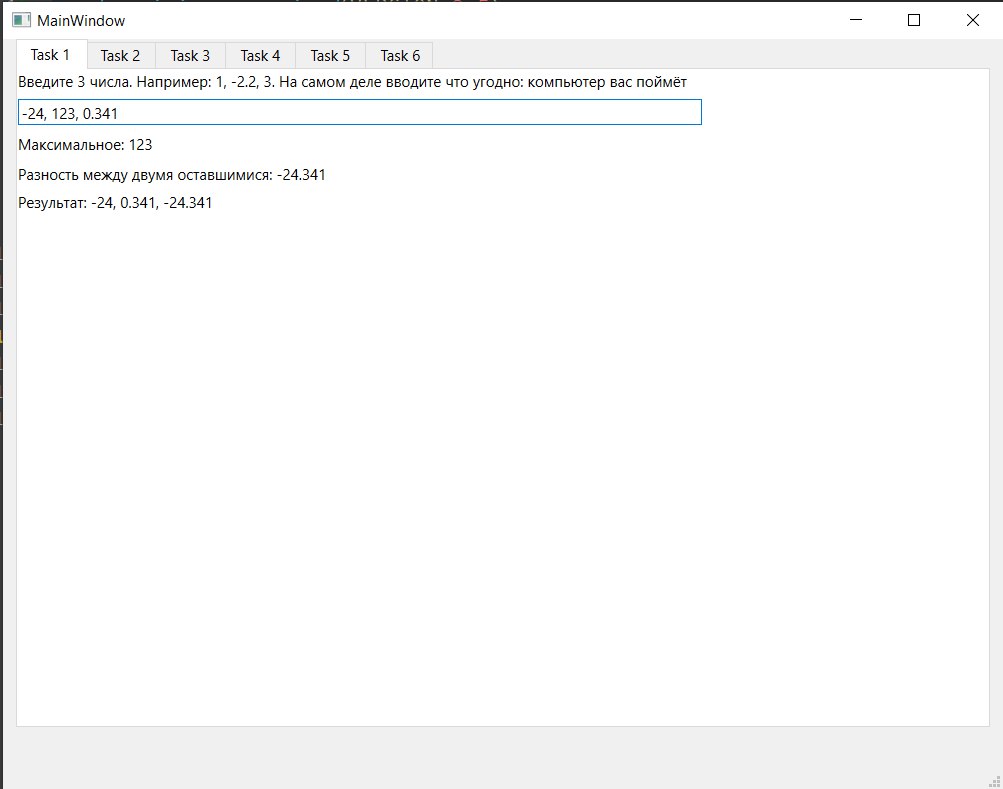 MainWindow
Task 1 Task 2 Task 3 Task 4 Task 5 Task 6
Введите 3 числа. Например: 1, -2.2, 3. На самом деле вводите что угодно: компьютер вас поймёт
-24, 123, 0.341
Максимальное: 123
Разность между двумя оставшимися: -24.341
Результат: -24, 0.341, -24.341